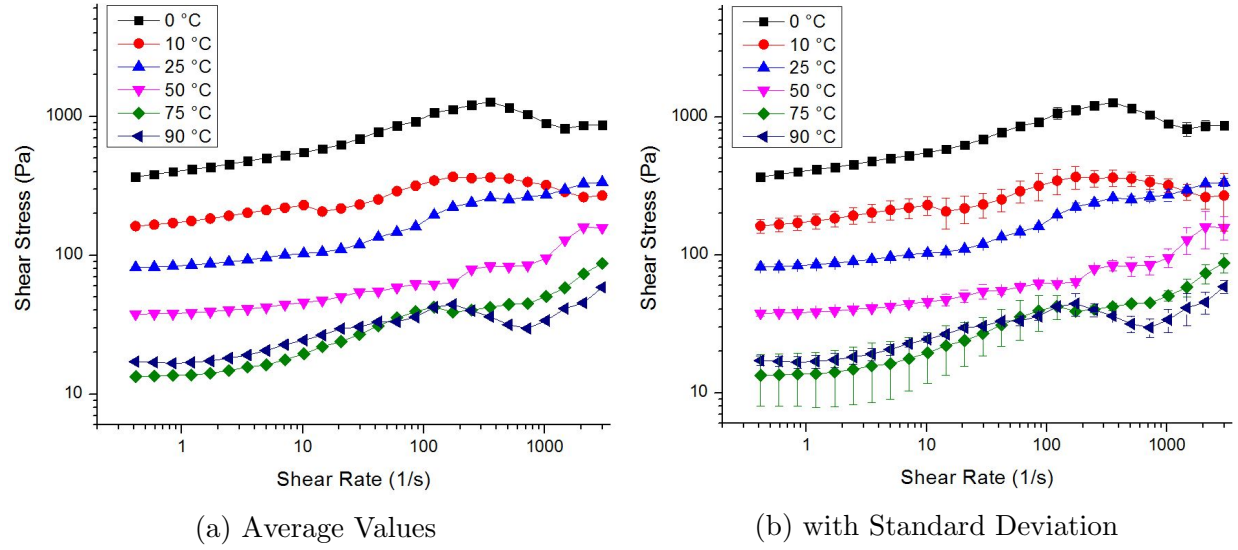 0 °C
10 °C
25 °C
50 °C
75 °C
90 °C
1000
100
10
Shear Stress (Pa)
1 10 100 1000
Shear Rate (1/s)
(a) Average Values
0 °C
10 °C
25 °C
50 °C
75 °C
90 °C
1000
100
10
Shear Stress (Pa)
1 10 100 1000
Shear Rate (1/s)
(b) with Standard Deviation